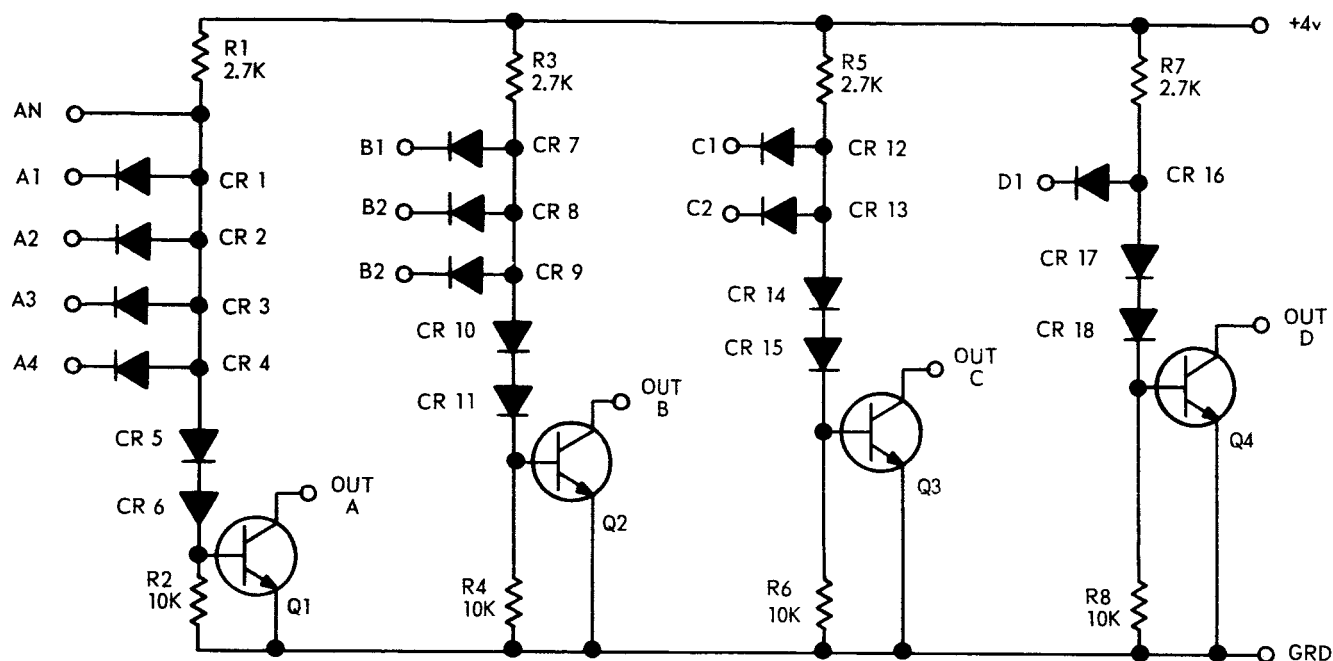 +4v
R1
2.7K
R3
2.7K
R5
2.7K
R7
2.7K
AN
A1
CR 1
A2
CR 2
A3
CR 3
A4
CR 4
CR 5
CR 6
OUT
A
R2
10K
Q1
B1
CR 7
B2
CR 8
B2
CR 9
CR 10
CR 11
OUT
B
Q2
R4
10K
C1
CR 12
C2
CR 13
CR 14
CR 15
OUT
C
Q3
R6
10K
D1
CR 16
CR 17
CR 18
OUT
D
Q4
R8
10K
GRD